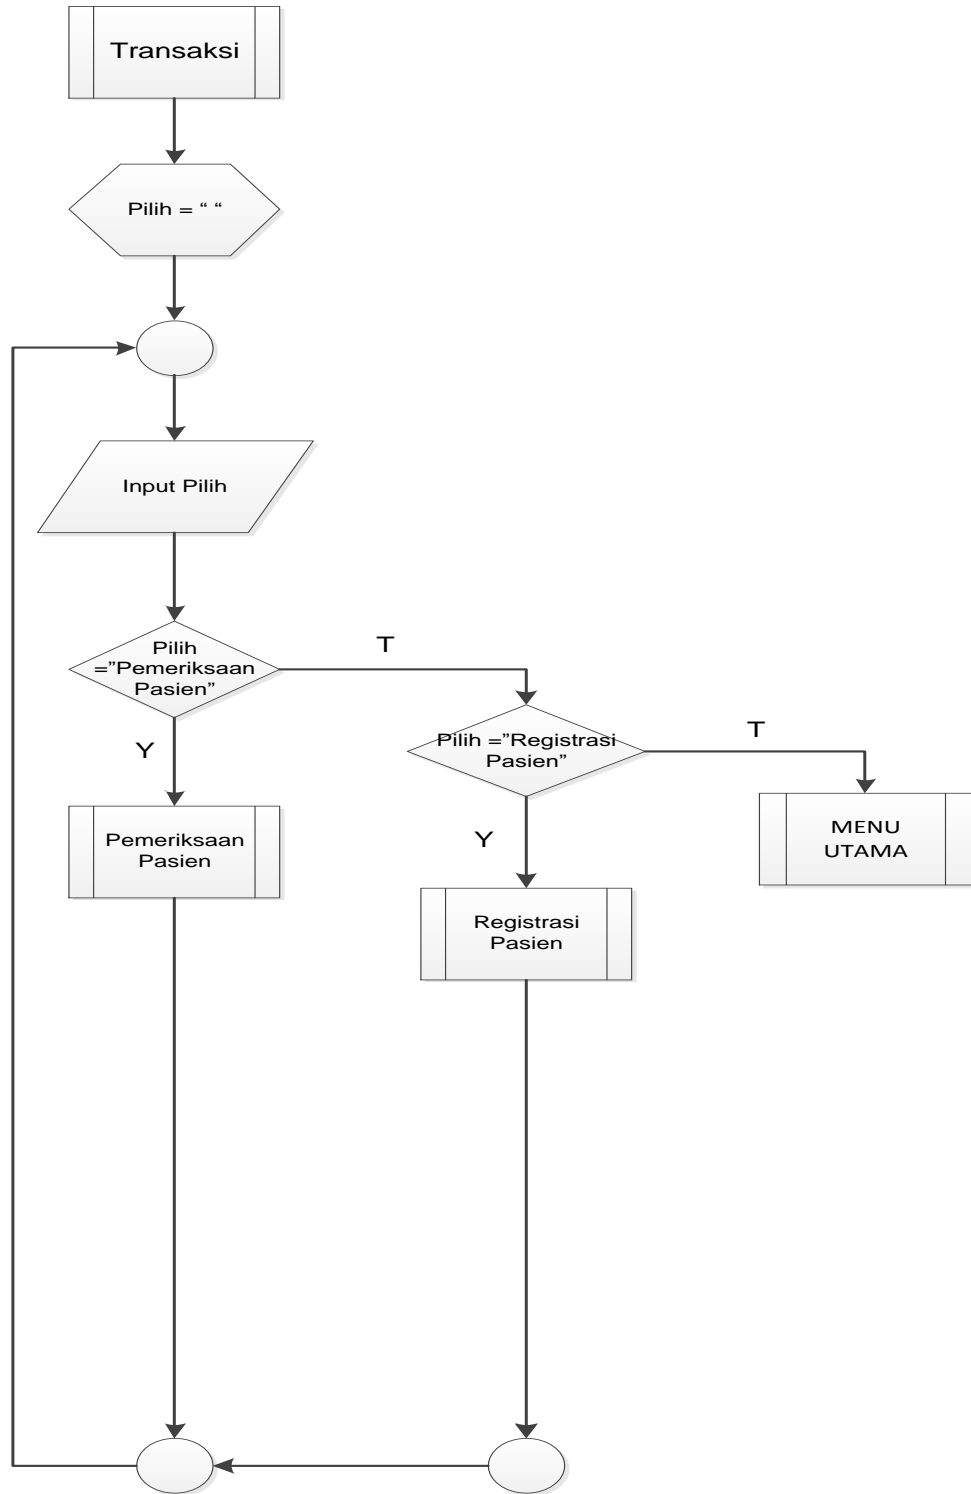 Transaksi
Pilih = “ “
Input Pilih
Pilih
=”Pemeriksaan
Pasien”
T
Y
Pilih =”Registrasi
Pasien”
T
Y
Pemeriksaan
Pasien
MENU
UTAMA
Registrasi
Pasien